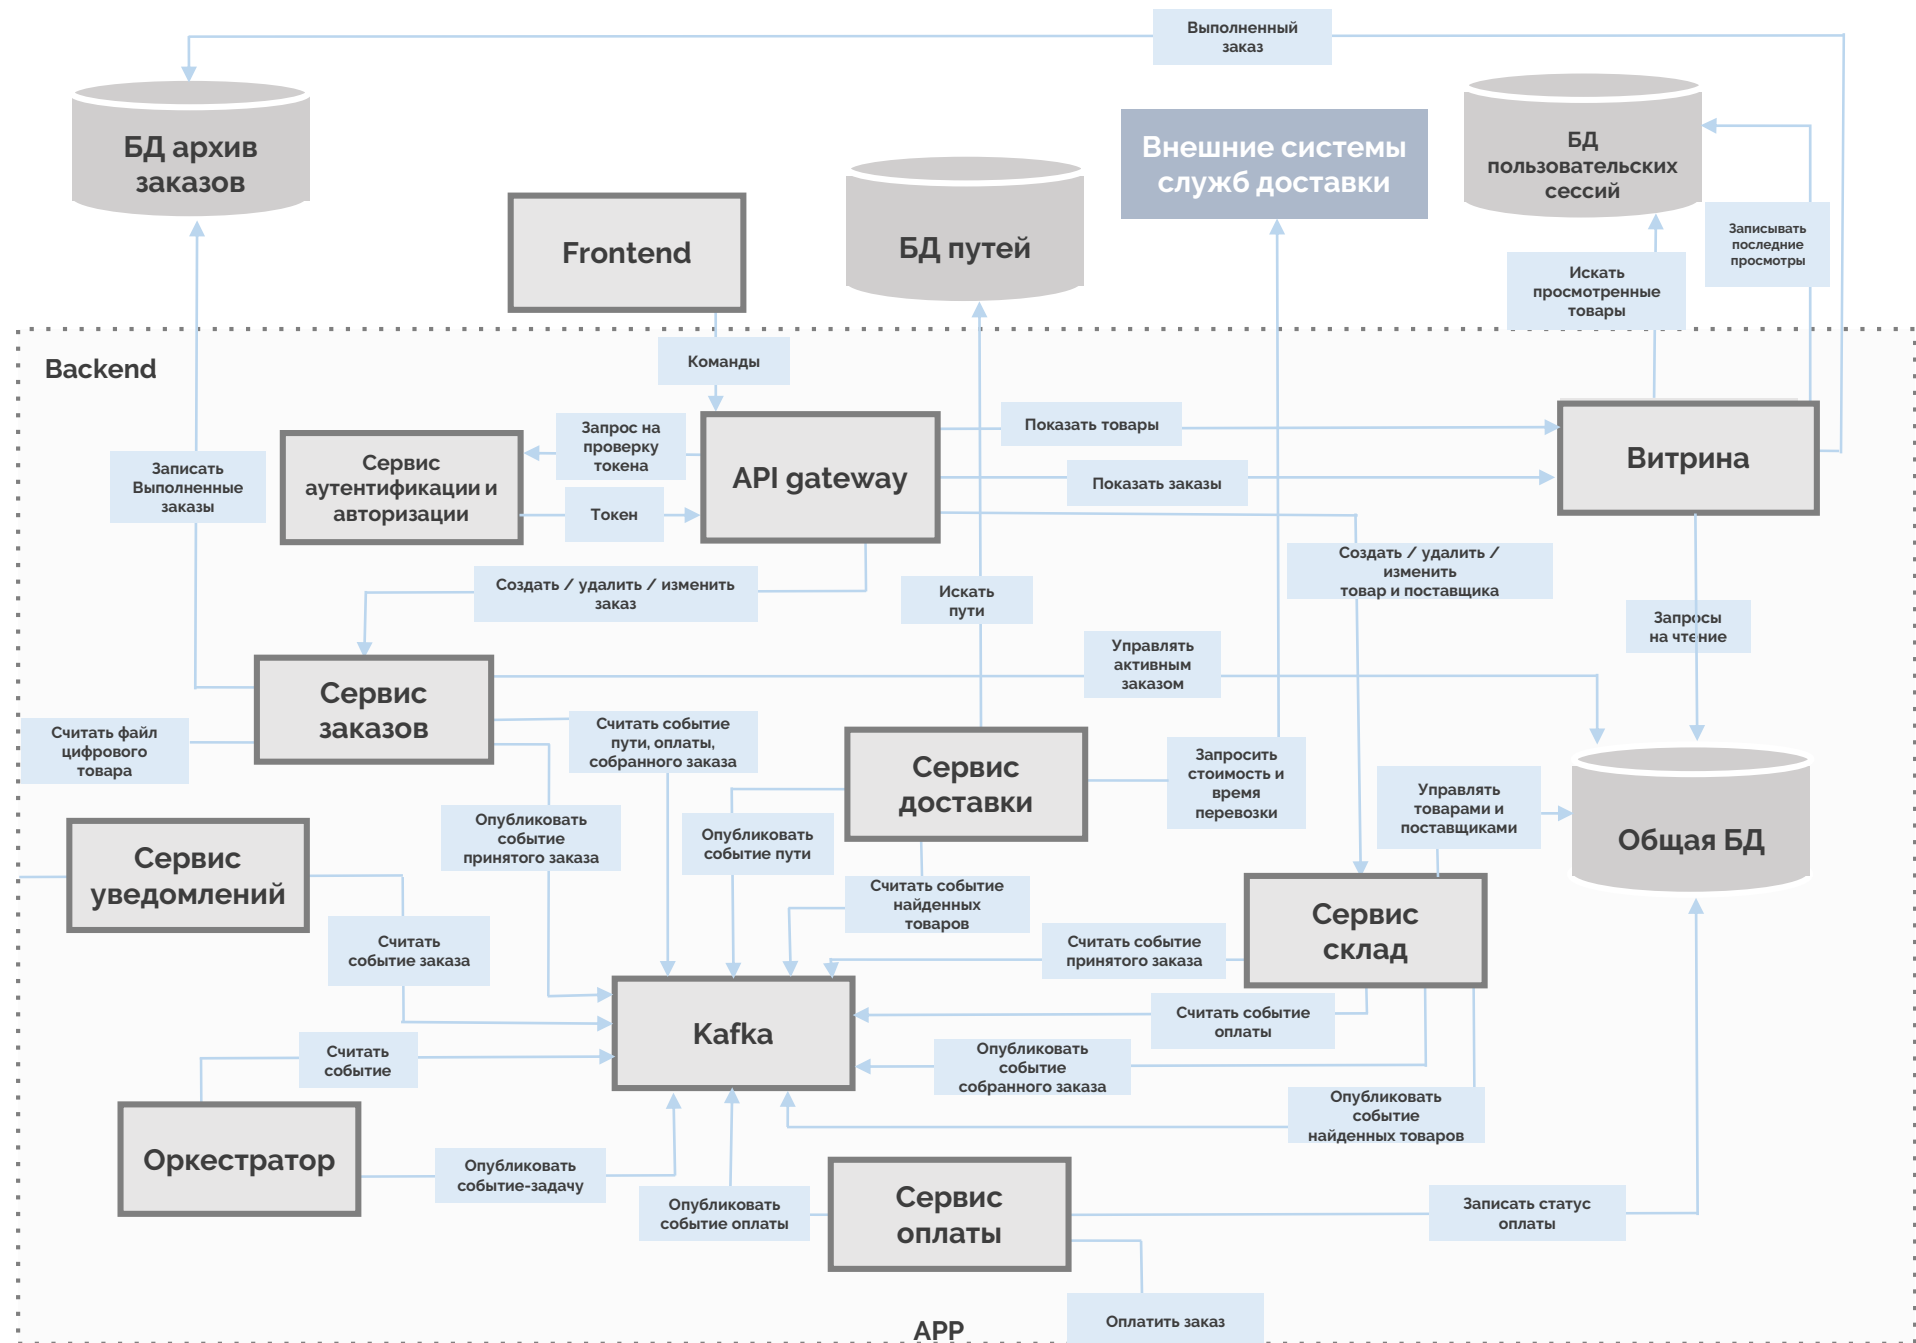 Выполненный
заказ
БД архив
заказов
Внешние системы
служб доставки
БД
пользовательских
сессий
Frontend
БД путей
Записывать
последние
просмотры
Искать
просмотренные
товары
Backend
Команды
Запрос на
проверку
токена
Показать товары
API gateway
Витрина
Сервис
аутентификации и
авторизации
Записать
Выполненные
заказы
Показать заказы
Токен
Создать / удалить / изменить
заказ
Искать
пути
Создать / удалить /
изменить
товар и поставщика
Запросы
на чтение
Управлять
активным
заказом
Сервис
заказов
Считать файл
цифрового
товара
Считать событие
пути, оплаты,
собранного заказа
Сервис
доставки
Запросить
стоимость и
время
перевозки
Управлять
товарами и
поставщиками
Общая БД
Опубликовать
событие
принятого заказа
Опубликовать
событие пути
Сервис
уведомлений
Считать событие
найденных
товаров
Сервис
склад
Считать
событие заказа
Считать событие
принятого заказа
Kafka
Считать событие
оплаты
Считать
событие
Опубликовать
событие
собранного заказа
Опубликовать
событие
найденных товаров
Оркестратор
Опубликовать
событие-задачу
Опубликовать
событие оплаты
Сервис
оплаты
Записать статус
оплаты
Оплатить заказ
APP